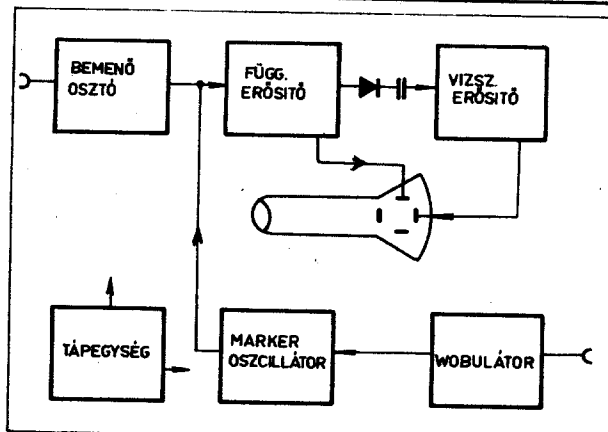 BEMENŐ
OSZTÓ
FÜGG.
ERŐSITŐ
VIZSZ.
ERŐSITŐ
TÁPEGYSÉG
MARKER
OSZCILLÁTOR
WOBULÁTOR